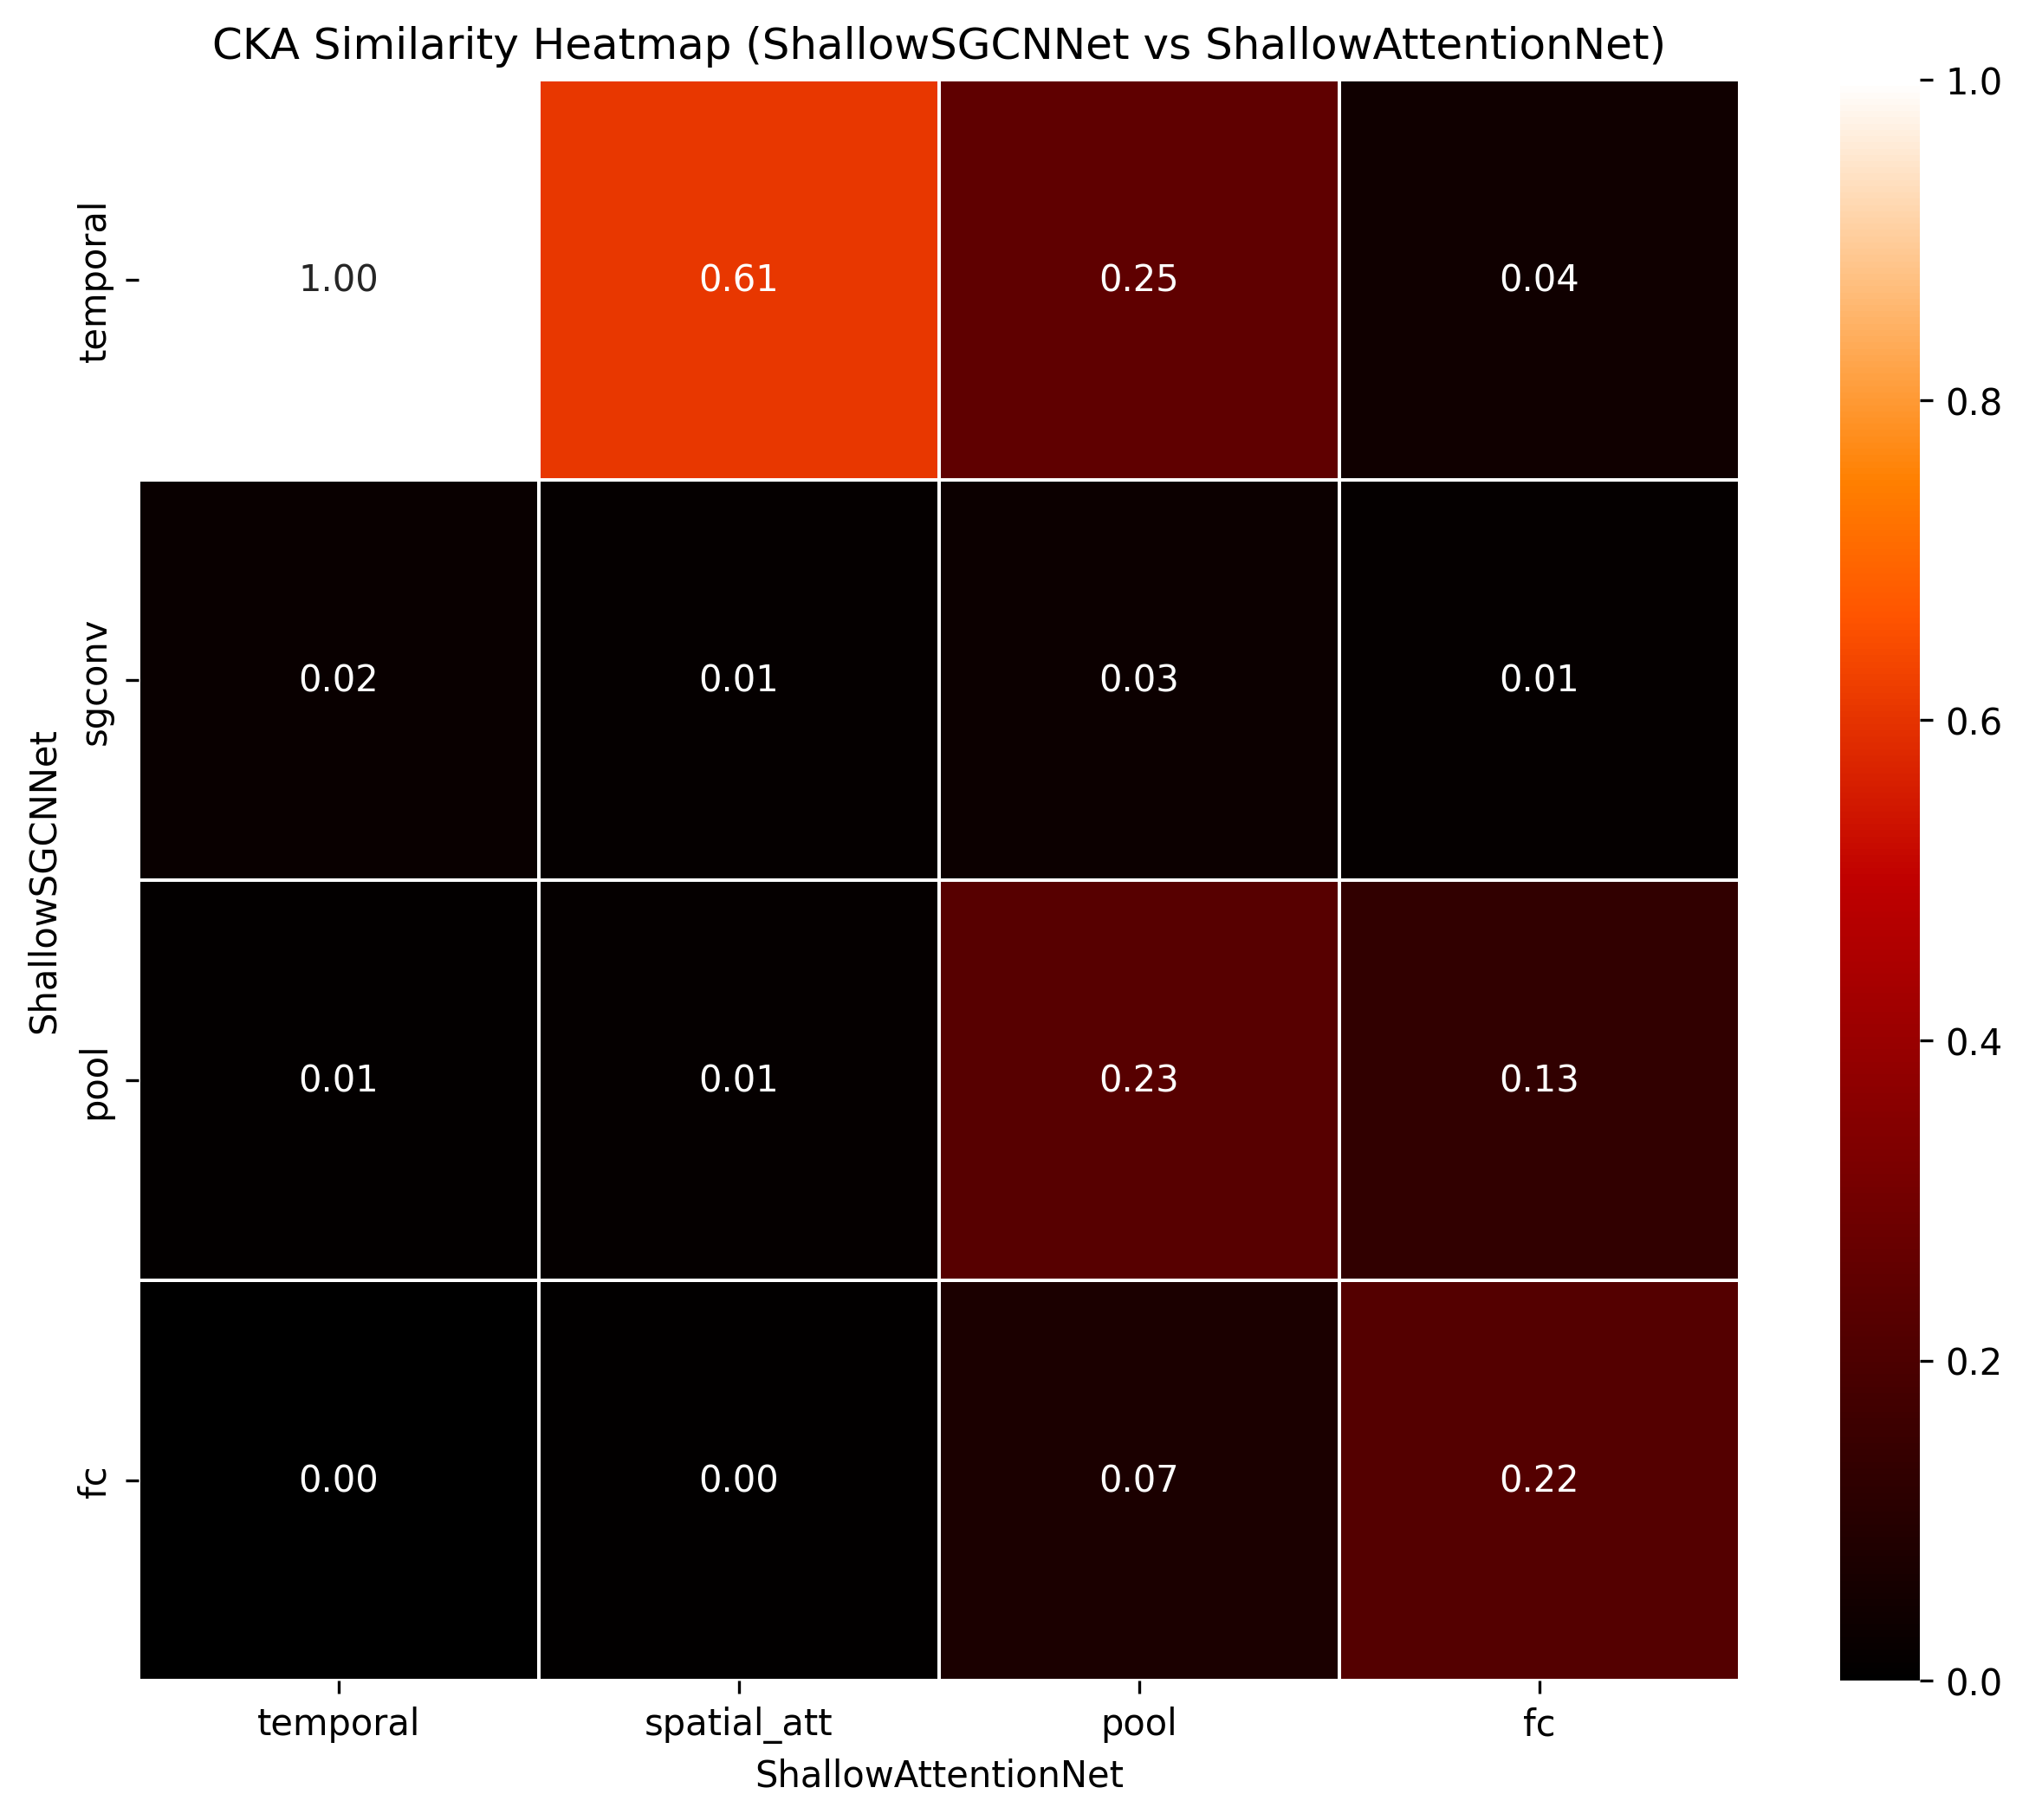 CKA Similarity Heatmap (ShallowSGCNNet vs ShallowAttentionNet)
ShallowSGCNNet
temporal
1.00 0.61 0.25 0.04
sgconv
0.02 0.01 0.03 0.01
pool
0.01 0.01 0.23 0.13
fc
0.00 0.00 0.07 0.22
temporal spatial_att pool fc
ShallowAttentionNet
1.0
0.8
0.6
0.4
0.2
0.0